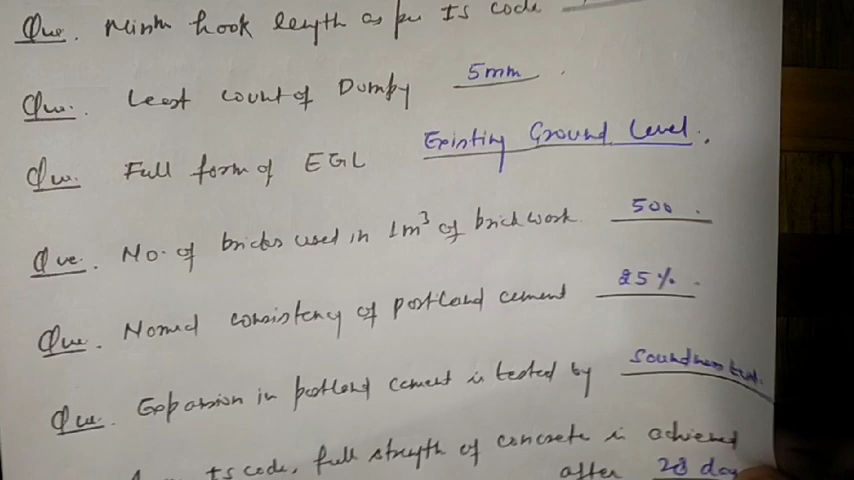 Que. Minm hook length as per IS code
Que. Least count of Dumpy 5mm.
Que. Full form of EGL Existing Ground Level.
Que. No. of bricks used in 1m³ of brickwork. 500.
Que. Normal consistency of portland cement 25%.
Que. Expansion in portland cement is tested by Soundness test.
IS code, full strength of concrete is achieved
after 28 day